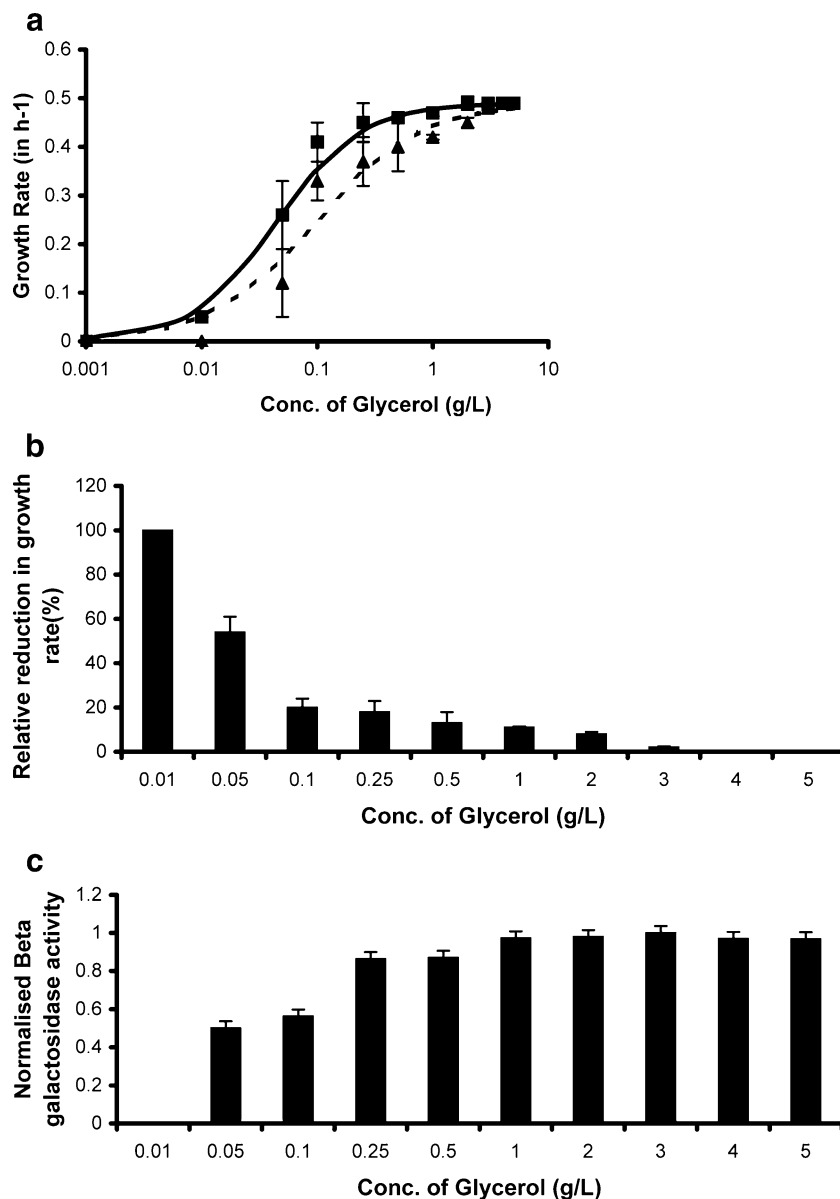 a
0.6
0.5
0.4
0.3
0.2
0.1
0
Growth Rate (in h-1)
0.001 0.01 0.1 1 10
Conc. of Glycerol (g/L)
b
120
100
80
60
40
20
0
Relative reduction in growth
rate(%)
0.01 0.05 0.1 0.25 0.5 1 2 3 4 5
Conc. of Glycerol (g/L)
c
1.2
1
0.8
0.6
0.4
0.2
0
Normalised Beta
galactosidase activity
0.01 0.05 0.1 0.25 0.5 1 2 3 4 5
Conc. of Glycerol (g/L)